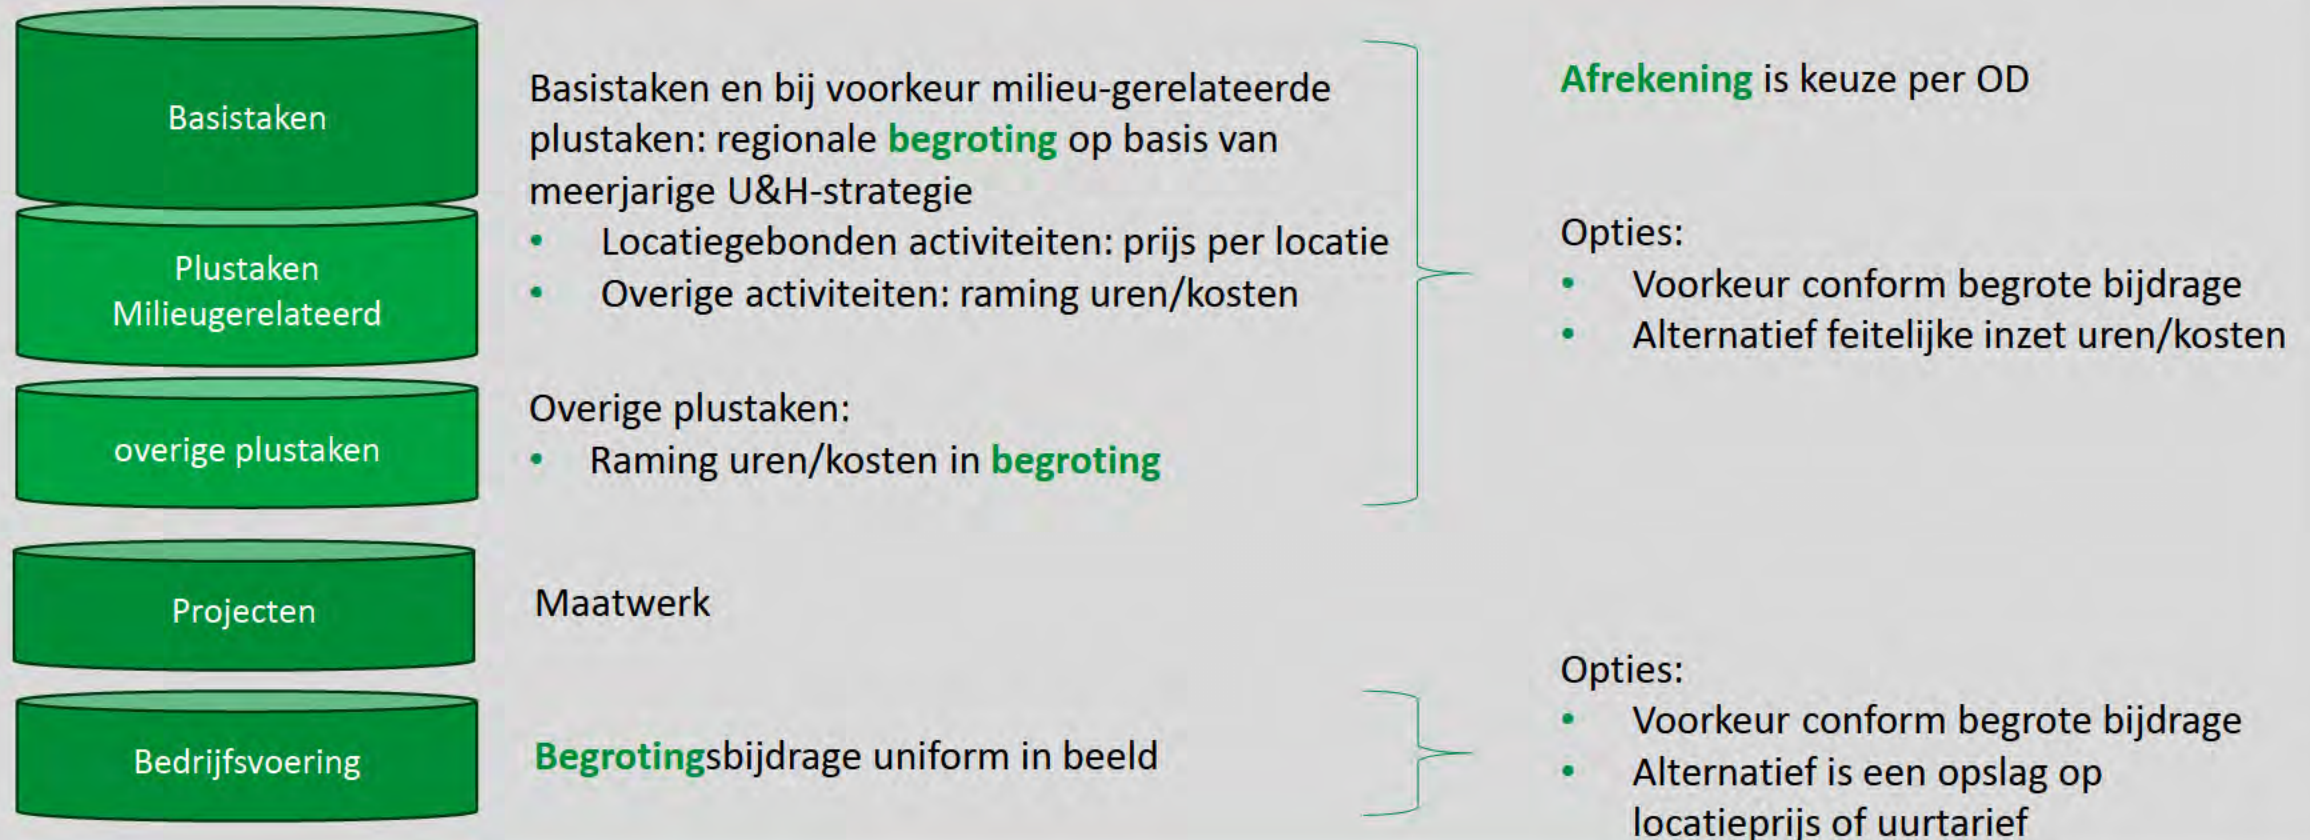 Basistaken
Plustaken
Milieugerelateerd
overige plustaken
Projecten
Bedrijfsvoering
Basistaken en bij voorkeur milieu-gerelateerde
plustaken: regionale begroting op basis van
meerjarige U&H-strategie
• Locatiegebonden activiteiten: prijs per locatie
• Overige activiteiten: raming uren/kosten
Overige plustaken:
• Raming uren/kosten in begroting
Maatwerk
Begrotingsbijdrage uniform in beeld
Afrekening is keuze per OD
Opties:
• Voorkeur conform begrote bijdrage
• Alternatief feitelijke inzet uren/kosten
Opties:
• Voorkeur conform begrote bijdrage
• Alternatief is een opslag op
locatieprijs of uurtarief